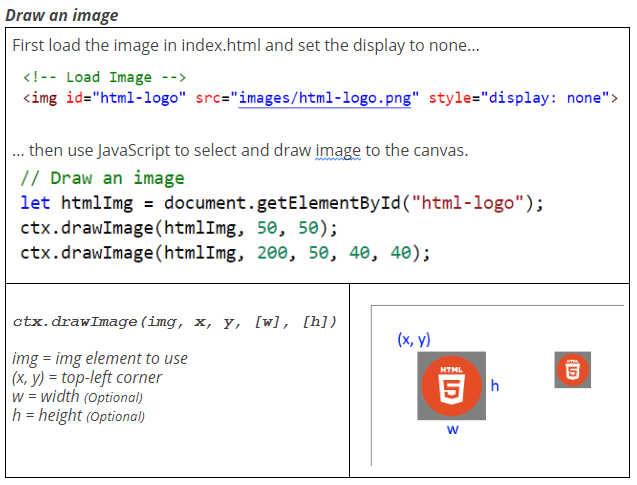 Draw an image
First load the image in index.html and set the display to none...
<!-- Load Image -->
<img id="html-logo" src="images/html-logo.png" style="display: none">
... then use JavaScript to select and draw image to the canvas.
// Draw an image
let htmlImg = document.getElementById("html-logo");
ctx.drawImage(htmlImg, 50, 50);
ctx.drawImage(htmlImg, 200, 50, 40, 40);
ctx.drawImage(img, x, y, [w], [h])
img = img element to use
(x, y) = top-left corner
w = width (Optional)
h = height (Optional)
(x, y)
HTML
5
h
w
HTML
5